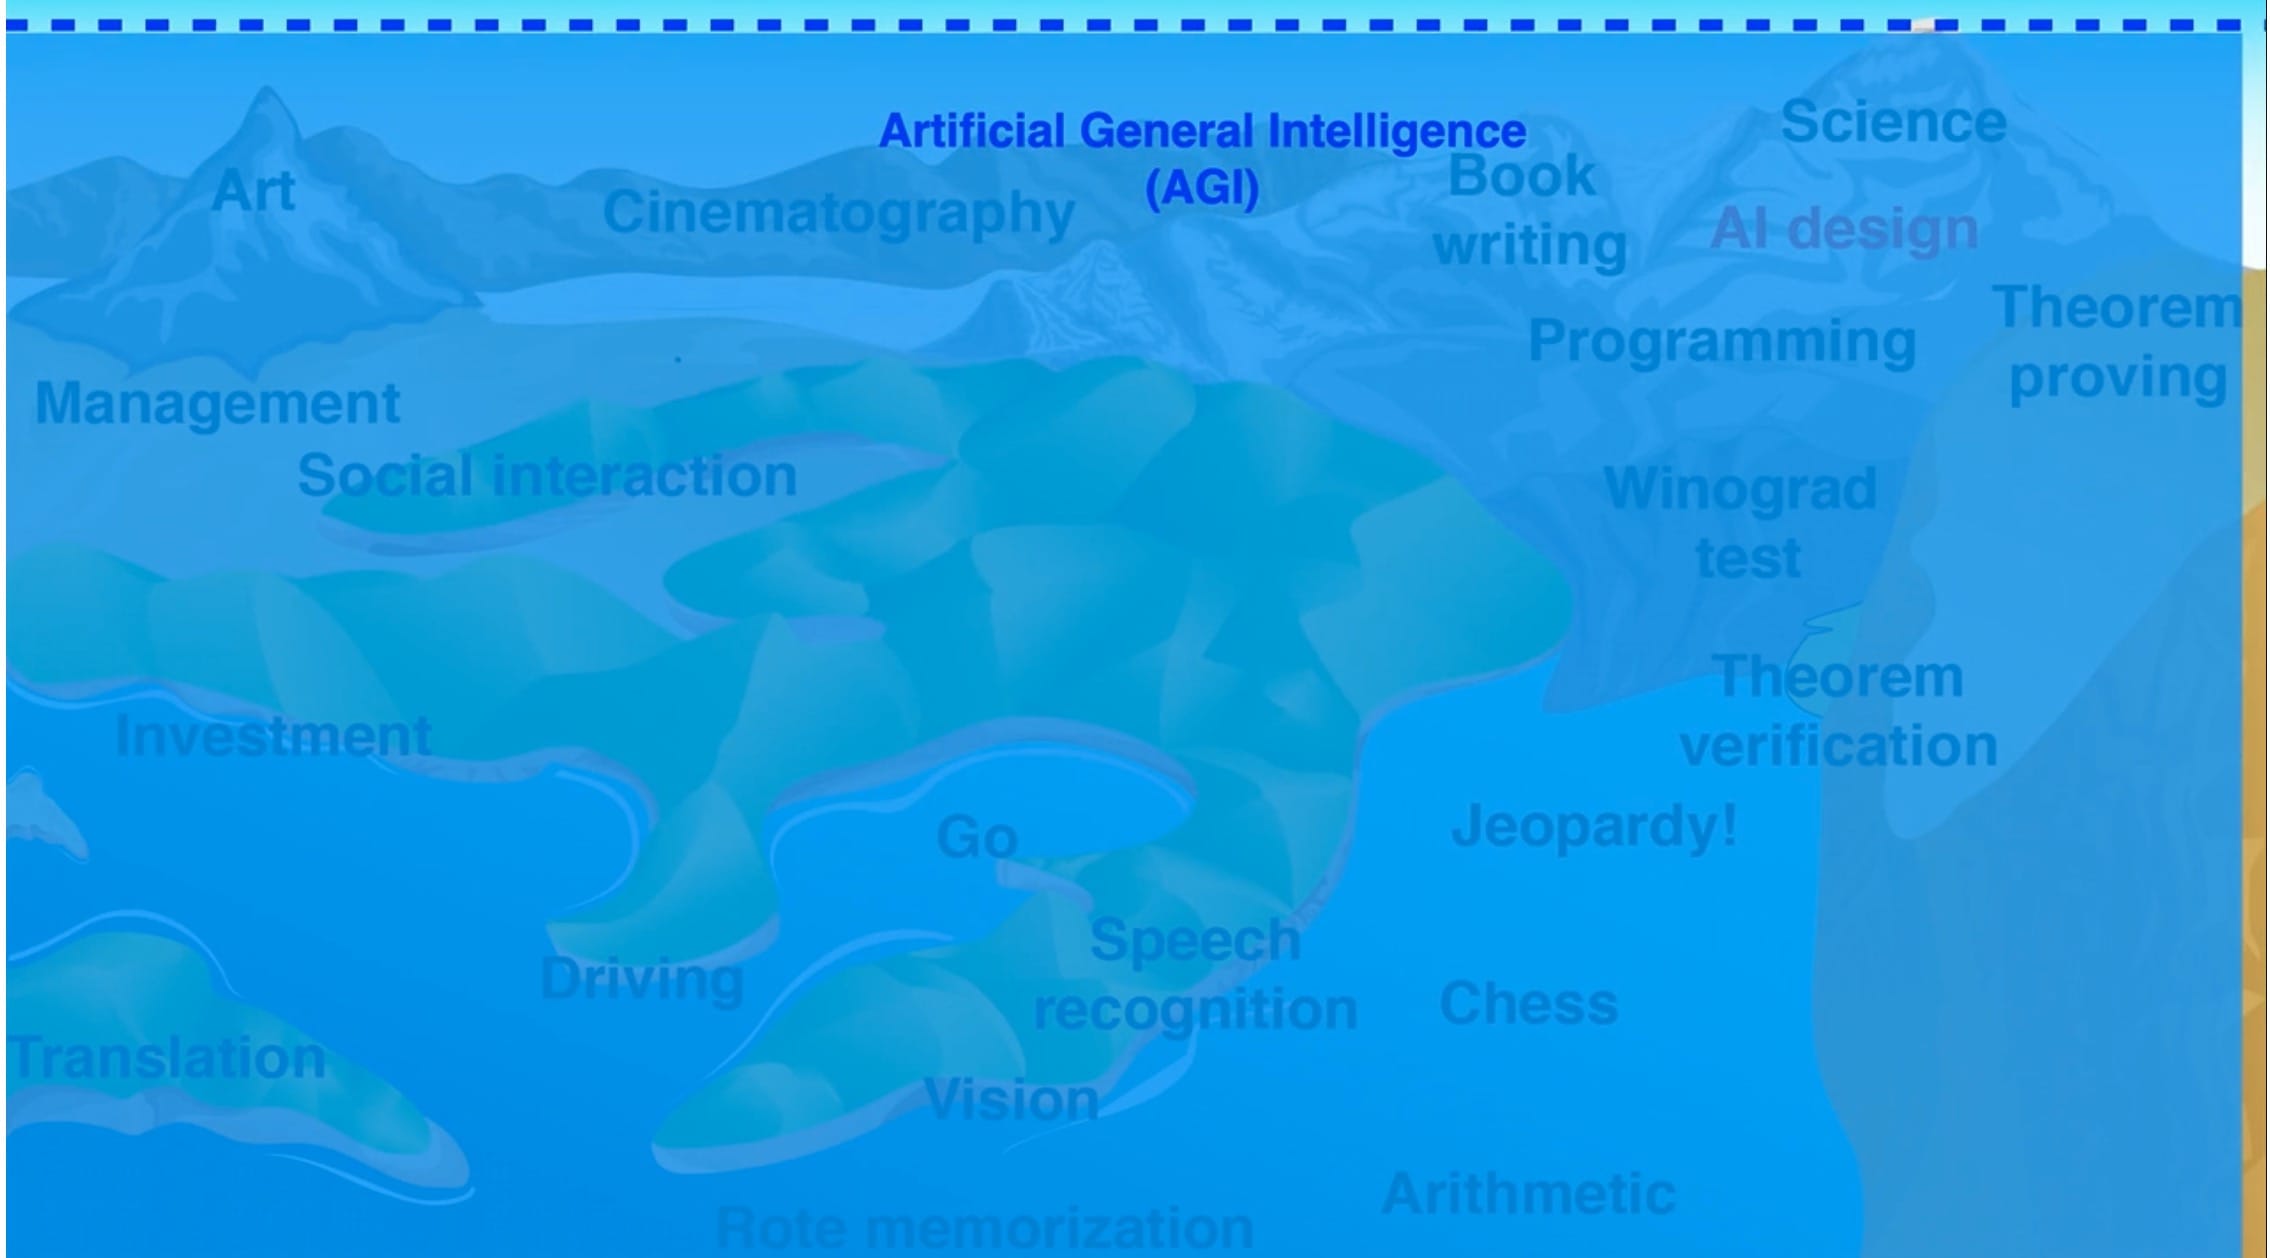 Artificial General Intelligence
(AGI)
Science
Art
Cinematography
Book
writing
AI design
Theorem
proving
Programming
Management
Social interaction
Winograd
test
Theorem
verification
Investment
Go
Jeopardy!
Speech
recognition
Driving
Chess
Translation
Vision
Arithmetic
Rote memorization